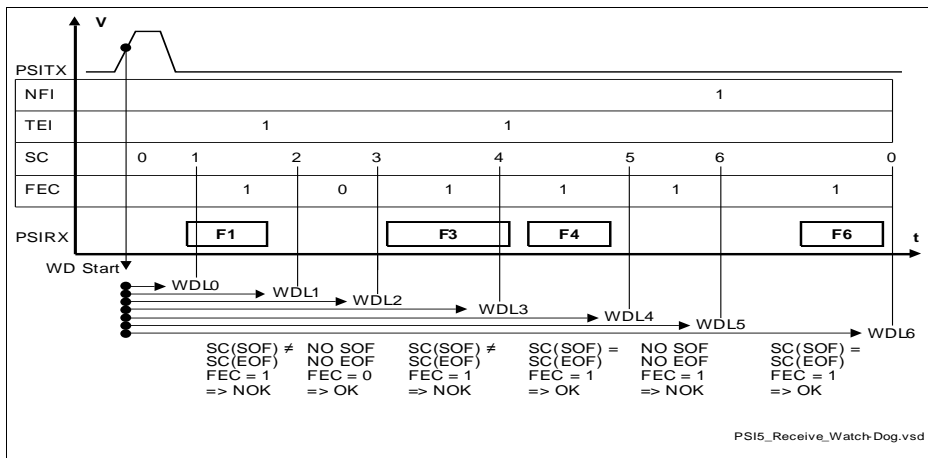 V
PSITX
NFI 1
TEI 1 1
SC 0 1 2 3 4 5 6 0
FEC 1 0 1 1 1 1
PSIRX F1 F3 F4 F6 t
WD Start
WDL0
WDL1
WDL2
WDL3
WDL4
WDL5
WDL6
SC(SOF) ≠ NO SOF SC(SOF) ≠ SC(SOF) = NO SOF SC(SOF) =
SC(EOF) NO EOF SC(EOF) SC(EOF) NO EOF SC(EOF)
FEC = 1 FEC = 0 FEC = 1 FEC = 1 FEC = 1 FEC = 1
=> NOK => OK => NOK => OK => NOK => OK
PSI5_Receive_Watch-Dog.vsd